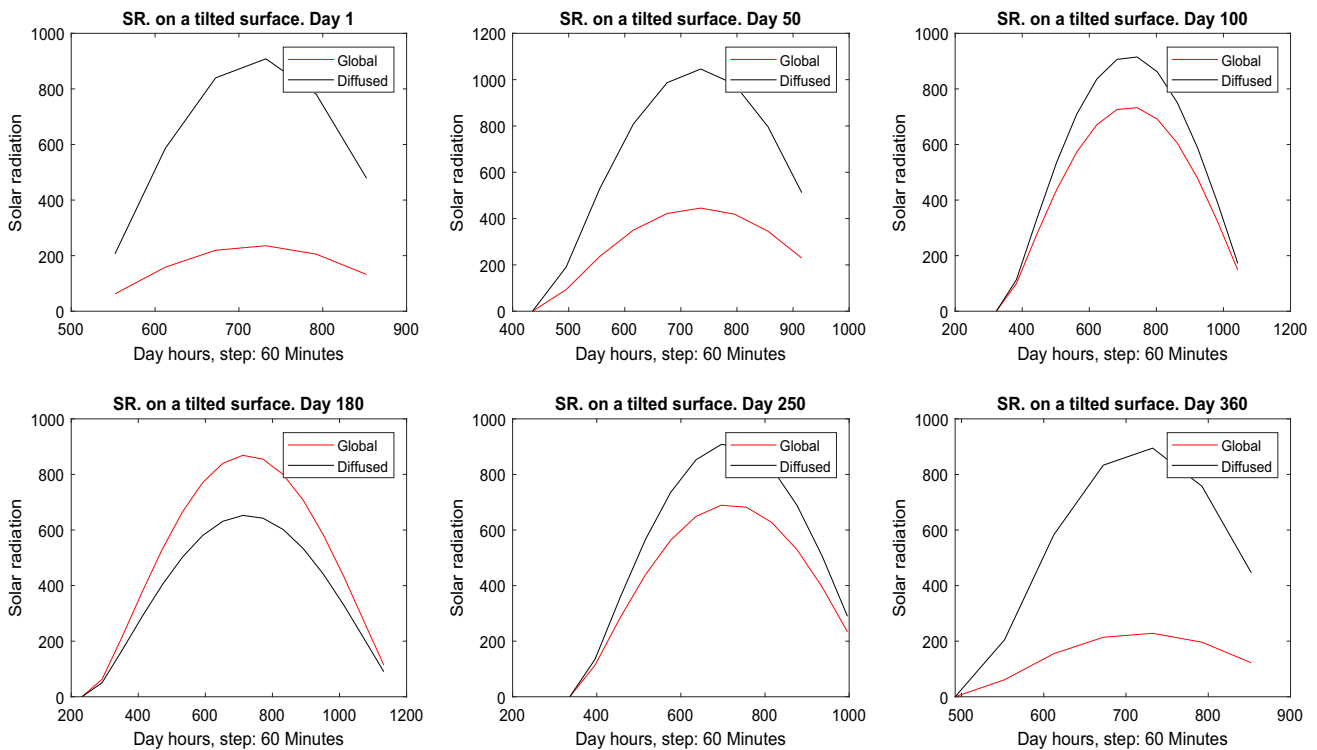 SR. on a tilted surface. Day 1
1000
800
600
400
200
0
Solar radiation
Global
Diffused
500 600 700 800 900
Day hours, step: 60 Minutes
SR. on a tilted surface. Day 50
1200
1000
800
600
400
200
0
Solar radiation
Global
Diffused
400 500 600 700 800 900 1000
Day hours, step: 60 Minutes
SR. on a tilted surface. Day 100
1000
800
600
400
200
0
Solar radiation
Global
Diffused
200 400 600 800 1000 1200
Day hours, step: 60 Minutes
SR. on a tilted surface. Day 180
1000
800
600
400
200
0
Solar radiation
Global
Diffused
200 400 600 800 1000 1200
Day hours, step: 60 Minutes
SR. on a tilted surface. Day 250
1000
800
600
400
200
0
Solar radiation
Global
Diffused
200 400 600 800 1000
Day hours, step: 60 Minutes
SR. on a tilted surface. Day 360
1000
800
600
400
200
0
Solar radiation
Global
Diffused
500 600 700 800 900
Day hours, step: 60 Minutes